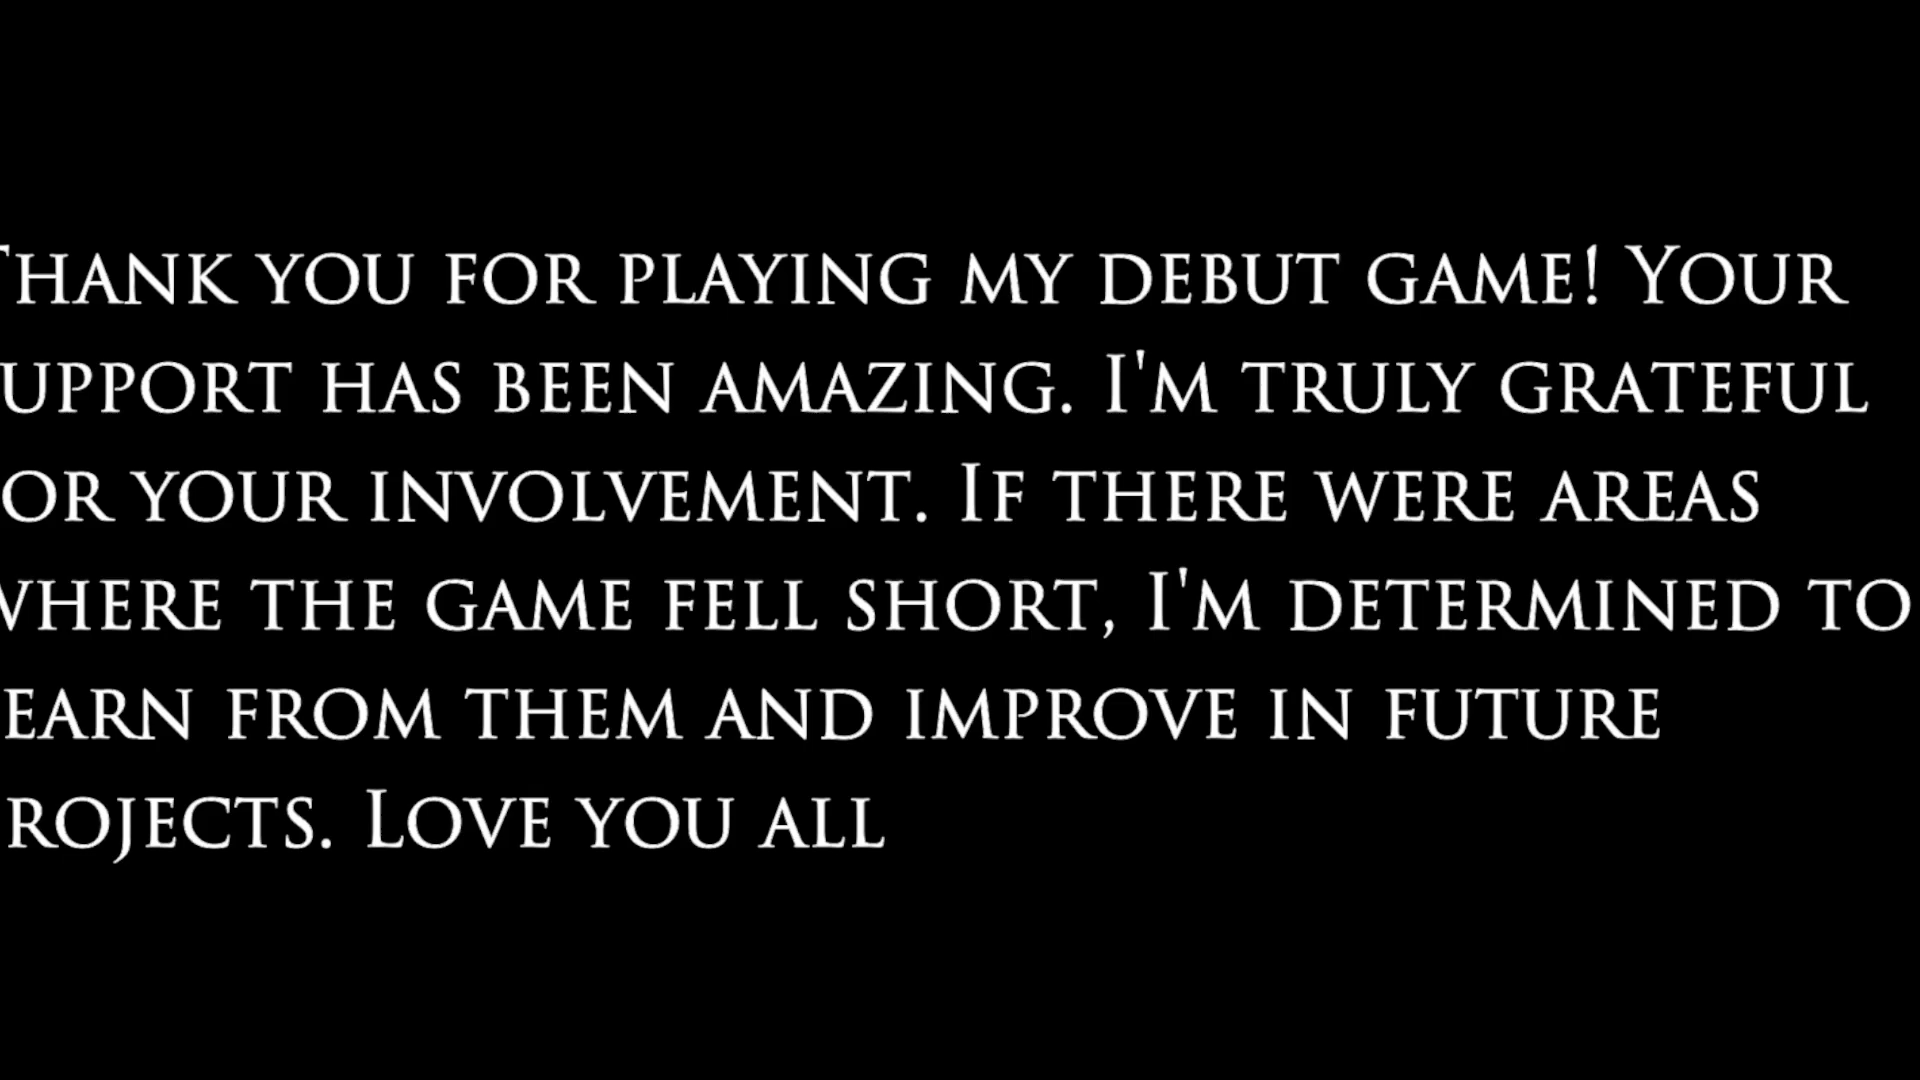 Thank you for playing my debut game! Your
upport has been amazing. I'm truly grateful
or your involvement. If there were areas
where the game fell short, I'm determined to
earn from them and improve in future
rojects. Love you all